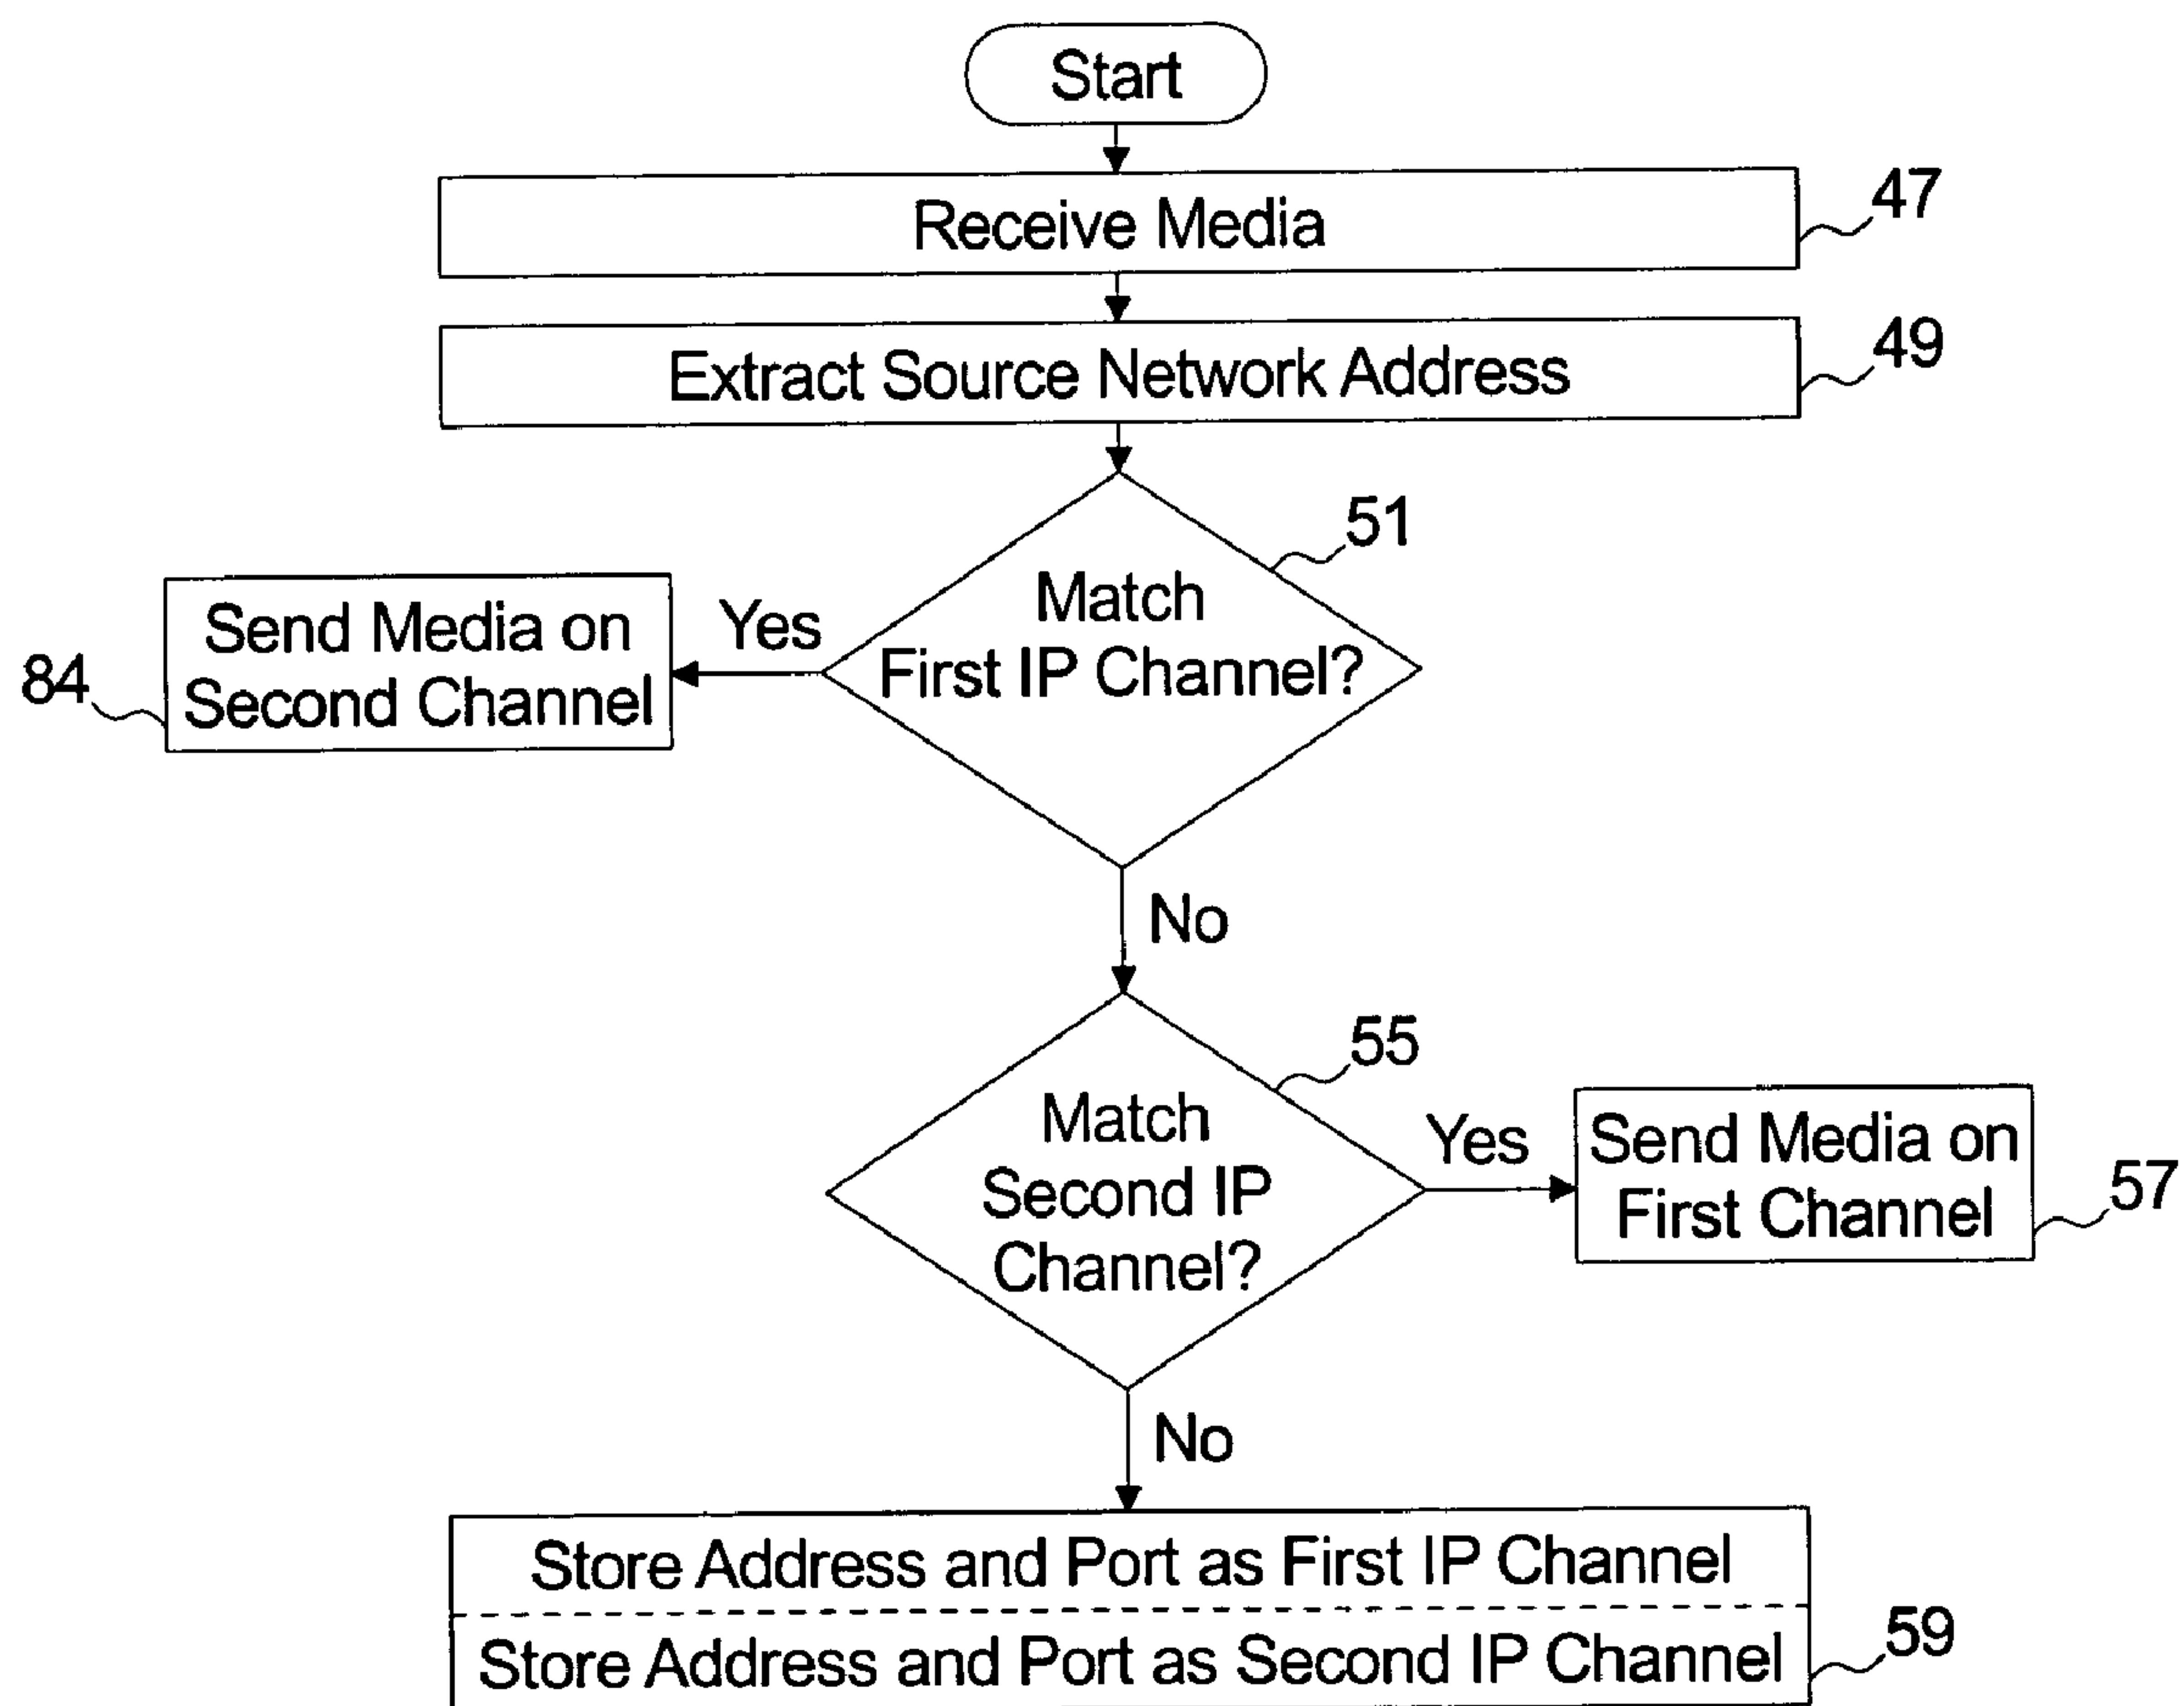 Start
Receive Media
47
Extract Source Network Address
49
51
Match
First IP Channel?
Yes
Send Media on
Second Channel
84
No
55
Match
Second IP
Channel?
Yes
Send Media on
First Channel
57
No
Store Address and Port as First IP Channel
Store Address and Port as Second IP Channel
59